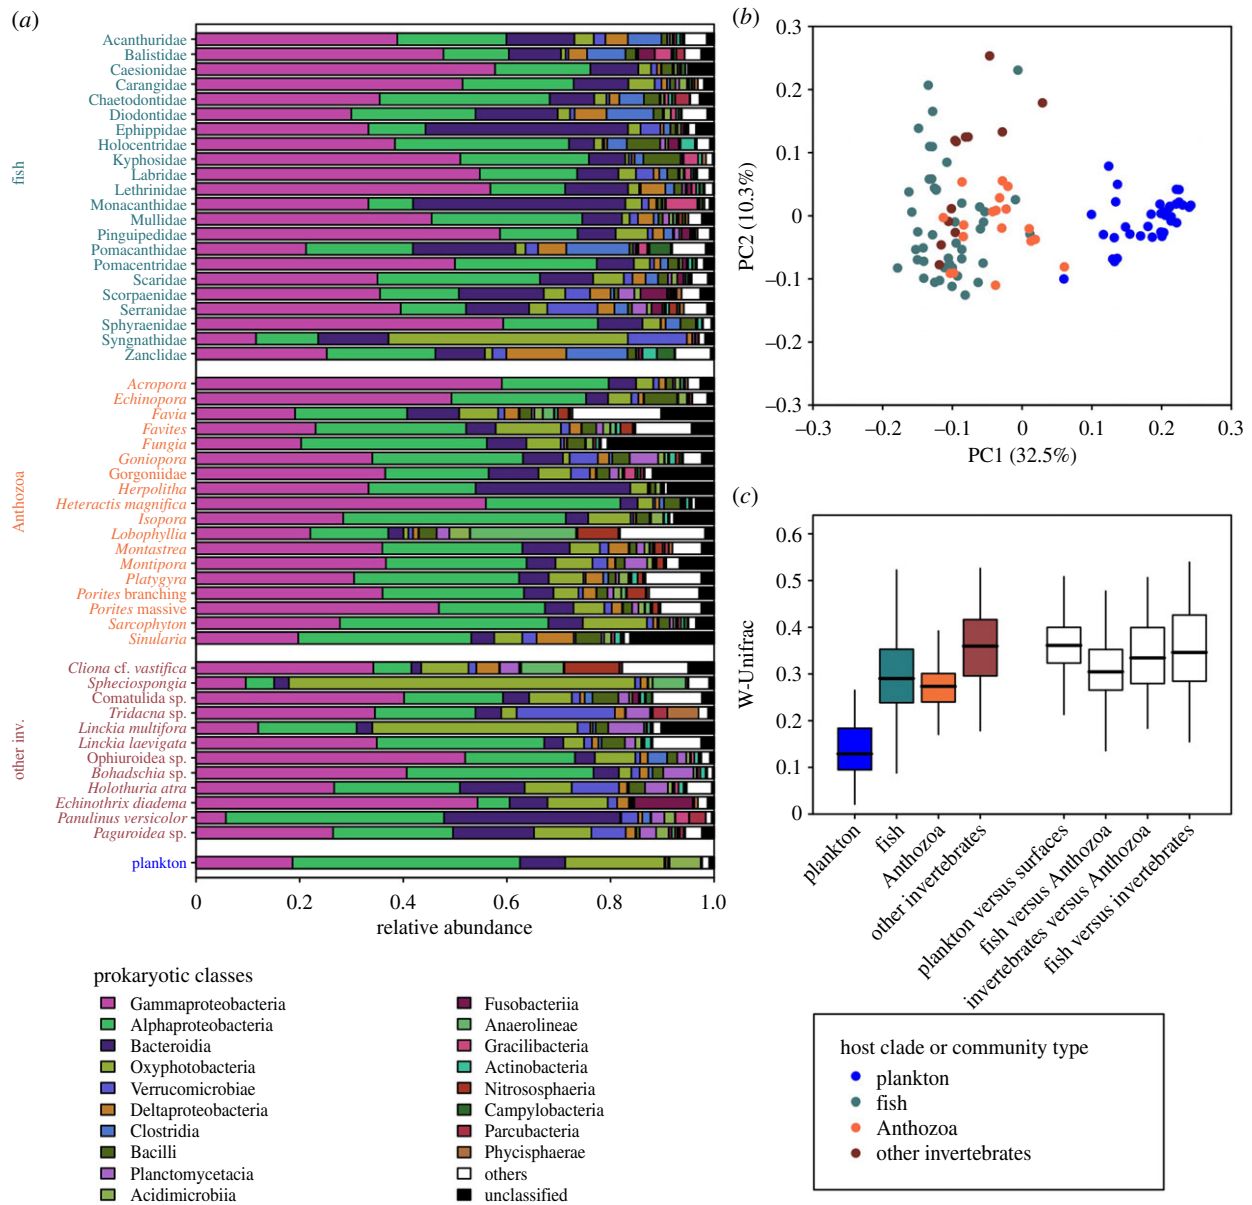 (a)
fish
Acanthuridae
Balistidae
Caesionidae
Carangidae
Chaetodontidae
Diodontidae
Ephippidae
Holocentridae
Kyphosidae
Labridae
Lethrinidae
Monacanthidae
Mullidae
Pinguipedidae
Pomacanthidae
Pomacentridae
Scaridae
Scorpaenidae
Serranidae
Sphyraenidae
Syngnathidae
Zanclidae
Anthozoa
Acropora
Echinopora
Favia
Favites
Fungia
Goniopora
Gorgoniidae
Herpolitha
Heteractis magnifica
Isopora
Lobophyllia
Montastrea
Montipora
Platygyra
Porites branching
Porites massive
Sarcophyton
Sinularia
other inv.
Cliona cf. vastifica
Spheciospongia
Comatulida sp.
Tridacna sp.
Linckia multifora
Linckia laevigata
Ophiuroidea sp.
Bohadschia sp.
Holothuria atra
Echinothrix diadema
Panulinus versicolor
Paguroidea sp.
plankton
0 0.2 0.4 0.6 0.8 1.0
relative abundance
prokaryotic classes
Gammaproteobacteria
Alphaproteobacteria
Bacteroidia
Oxyphotobacteria
Verrucomicrobiae
Deltaproteobacteria
Clostridia
Bacilli
Planctomycetacia
Acidimicrobiia
Fusobacteriia
Anaerolineae
Gracilibacteria
Actinobacteria
Nitrososphaeria
Campylobacteria
Parcubacteria
Phycisphaerae
others
unclassified
(b)
PC2 (10.3%)
0.3
0.2
0.1
0
–0.1
–0.2
–0.3
–0.3 –0.2 –0.1 0 0.1 0.2 0.3
PC1 (32.5%)
(c)
W-Unifrac
0.6
0.5
0.4
0.3
0.2
0.1
0
plankton
fish
Anthozoa
other invertebrates
plankton versus surfaces
fish versus Anthozoa
invertebrates versus Anthozoa
fish versus invertebrates
host clade or community type
plankton
fish
Anthozoa
other invertebrates